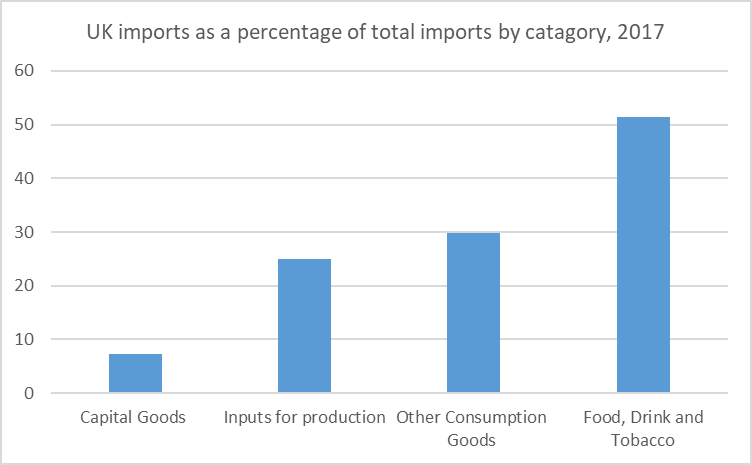 UK imports as a percentage of total imports by catagory, 2017
60
50
40
30
20
10
0
Capital Goods
Inputs for production
Other Consumption
Goods
Food, Drink and
Tobacco